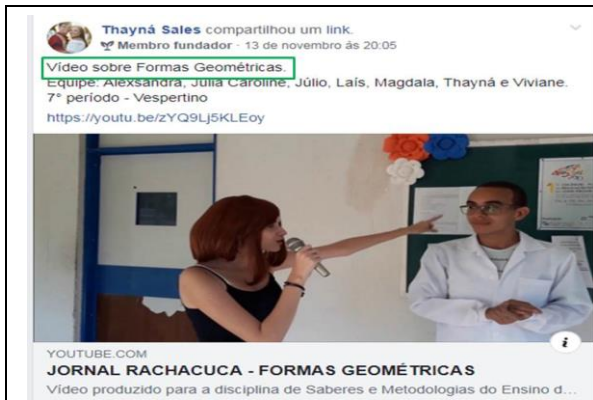 Thayná Sales compartilhou um link.
Membro fundador · 13 de novembro às 20:05
Vídeo sobre Formas Geométricas.
Equipe: Alexsandra, Júlia Caroline, Júlio, Laís, Magdala, Thayná e Viviane.
7° período - Vespertino
https://youtu.be/zYQ9Lj5KLEoy
i
YOUTUBE.COM
JORNAL RACHACUCA - FORMAS GEOMÉTRICAS
Vídeo produzido para a disciplina de Saberes e Metodologias do Ensino d...